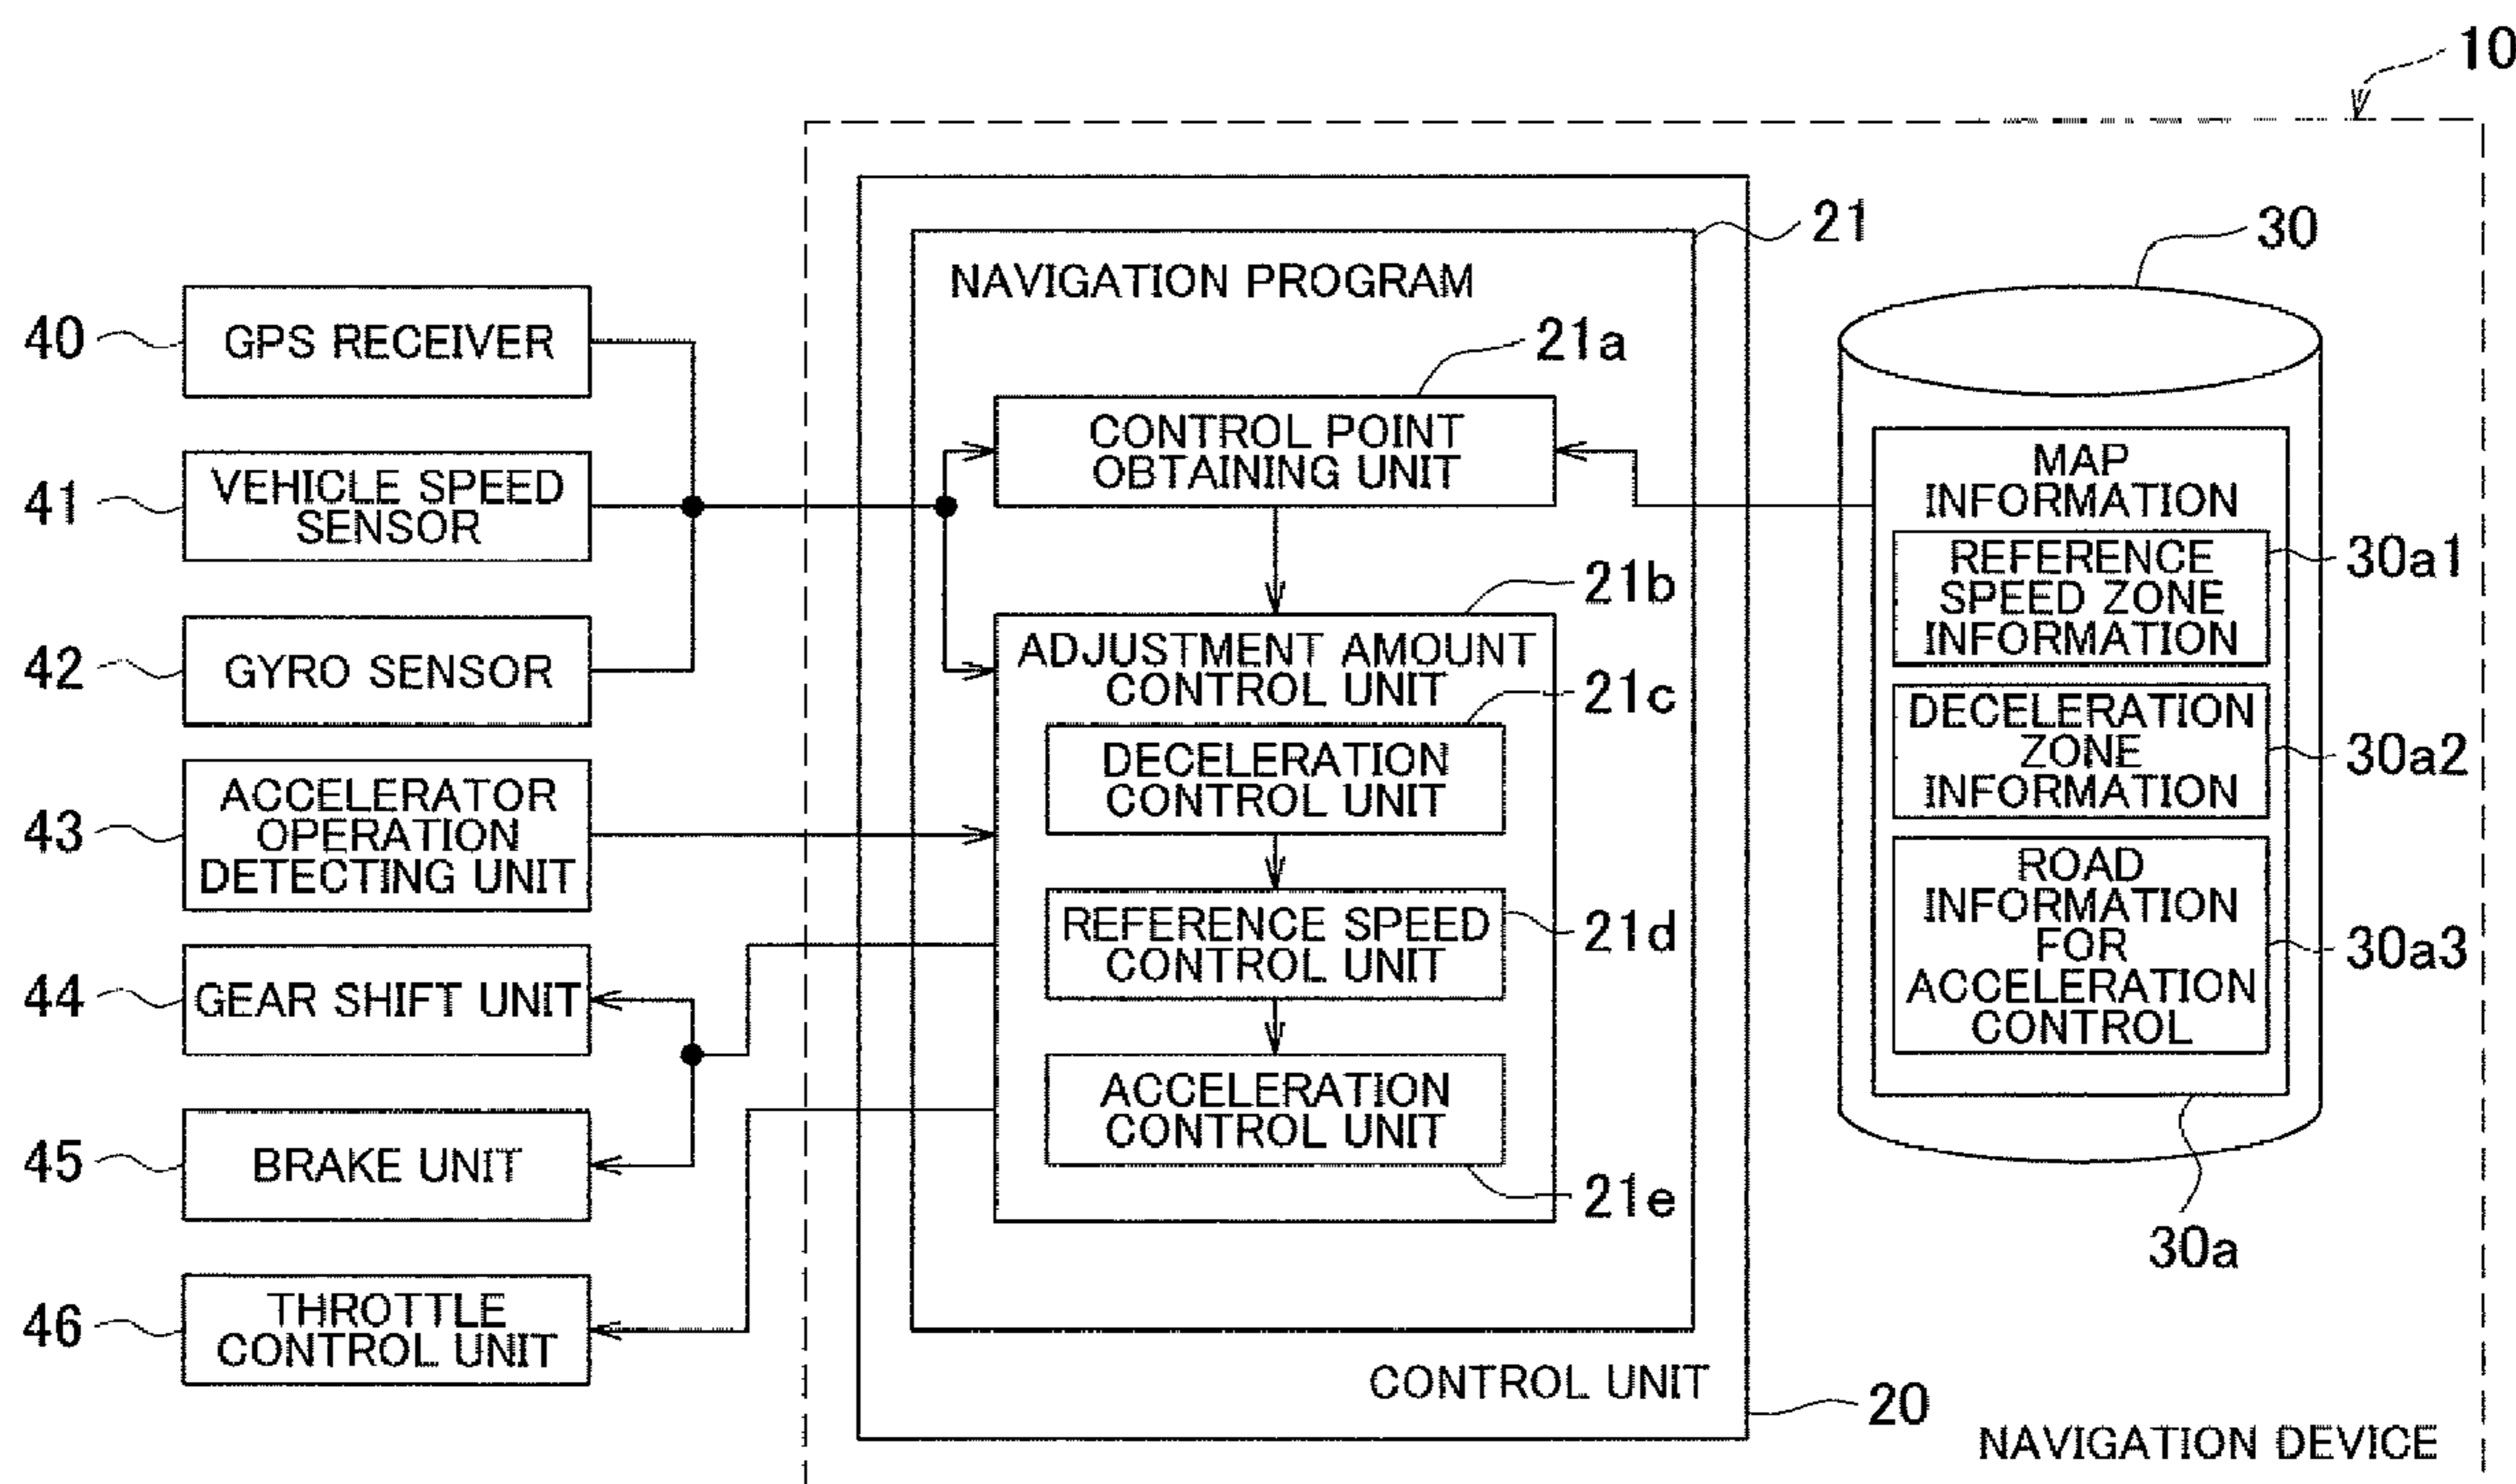 10
21
NAVIGATION PROGRAM
30
40
GPS RECEIVER
21a
CONTROL POINT
OBTAINING UNIT
41
VEHICLE SPEED
SENSOR
MAP
INFORMATION
30a1
REFERENCE
SPEED ZONE
INFORMATION
21b
42
GYRO SENSOR
ADJUSTMENT AMOUNT
CONTROL UNIT
21c
DECELERATION
CONTROL UNIT
DECELERATION
ZONE
INFORMATION
30a2
43
ACCELERATOR
OPERATION
DETECTING UNIT
REFERENCE SPEED
CONTROL UNIT
21d
ROAD
INFORMATION
FOR
ACCELERATION
CONTROL
30a3
44
GEAR SHIFT UNIT
ACCELERATION
CONTROL UNIT
45
BRAKE UNIT
21e
30a
46
THROTTLE
CONTROL UNIT
CONTROL UNIT
20
NAVIGATION DEVICE